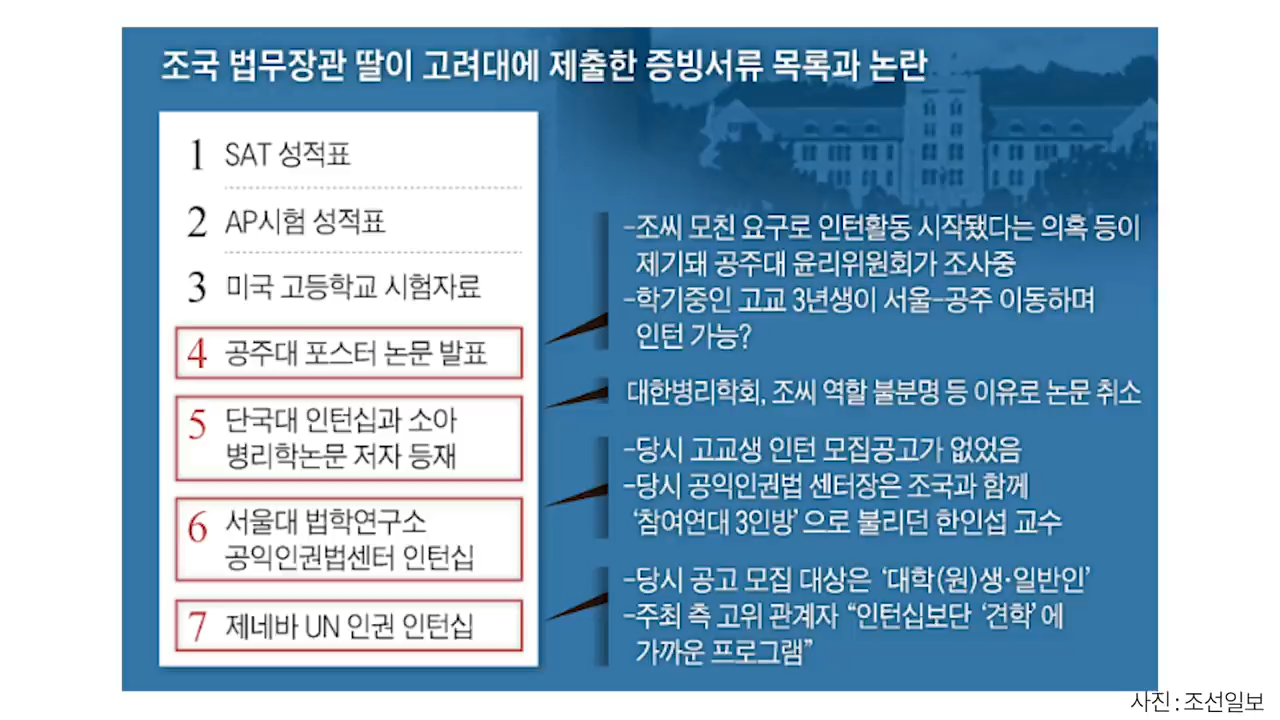 조국 법무장관 딸이 고려대에 제출한 증빙서류 목록과 논란
1 SAT 성적표
2 AP시험 성적표
3 미국 고등학교 시험자료
4 공주대 포스터 논문 발표
5 단국대 인턴십과 소아
병리학논문 저자 등재
6 서울대 법학연구소
공익인권법센터 인턴십
7 제네바 UN 인권 인턴십
-조씨 모친 요구로 인턴활동 시작됐다는 의혹 등이
제기돼 공주대 윤리위원회가 조사중
-학기중인 고교 3년생이 서울-공주 이동하며
인턴 가능?
대한병리학회, 조씨 역할 불분명 등 이유로 논문 취소
-당시 고교생 인턴 모집공고가 없었음
-당시 공익인권법 센터장은 조국과 함께
‘참여연대 3인방’으로 불리던 한인섭 교수
-당시 공고 모집 대상은 ‘대학(원)생·일반인’
-주최 측 고위 관계자 “인턴십보단 ‘견학’에
가까운 프로그램”
사진 : 조선일보